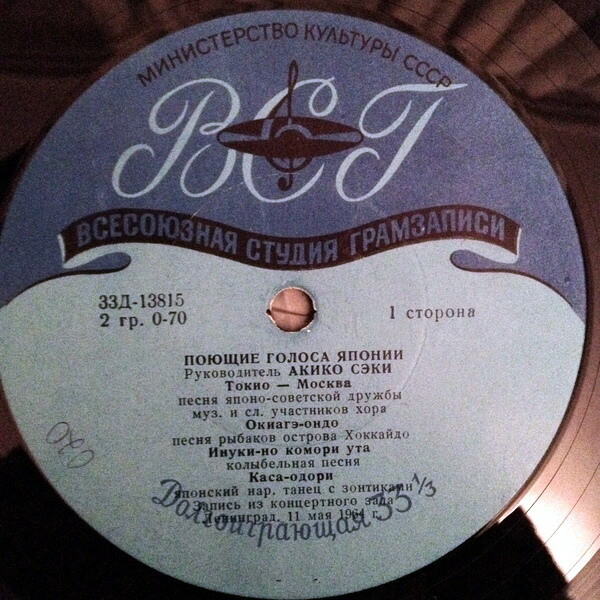 МИНИСТЕРСТВО КУЛЬТУРЫ СССР
ВСГ
ВСЕСОЮЗНАЯ СТУДИЯ ГРАМЗАПИСИ
33Д-13815
2 гр. 0-70
1 сторона
ПОЮЩИЕ ГОЛОСА ЯПОНИИ
Руководитель АКИКО СЭКИ
Токио — Москва
песня японо-советской дружбы
муз. и сл. участников хора
Окиагэ-ондо
песня рыбаков острова Хоккайдо
Инуки-но комори ута
колыбельная песня
Каса-одори
японский нар. танец с зонтиками
Запись из концертного зала
Ленинград, 11 мая 1964 г.
Долгоиграющая 33 1/3